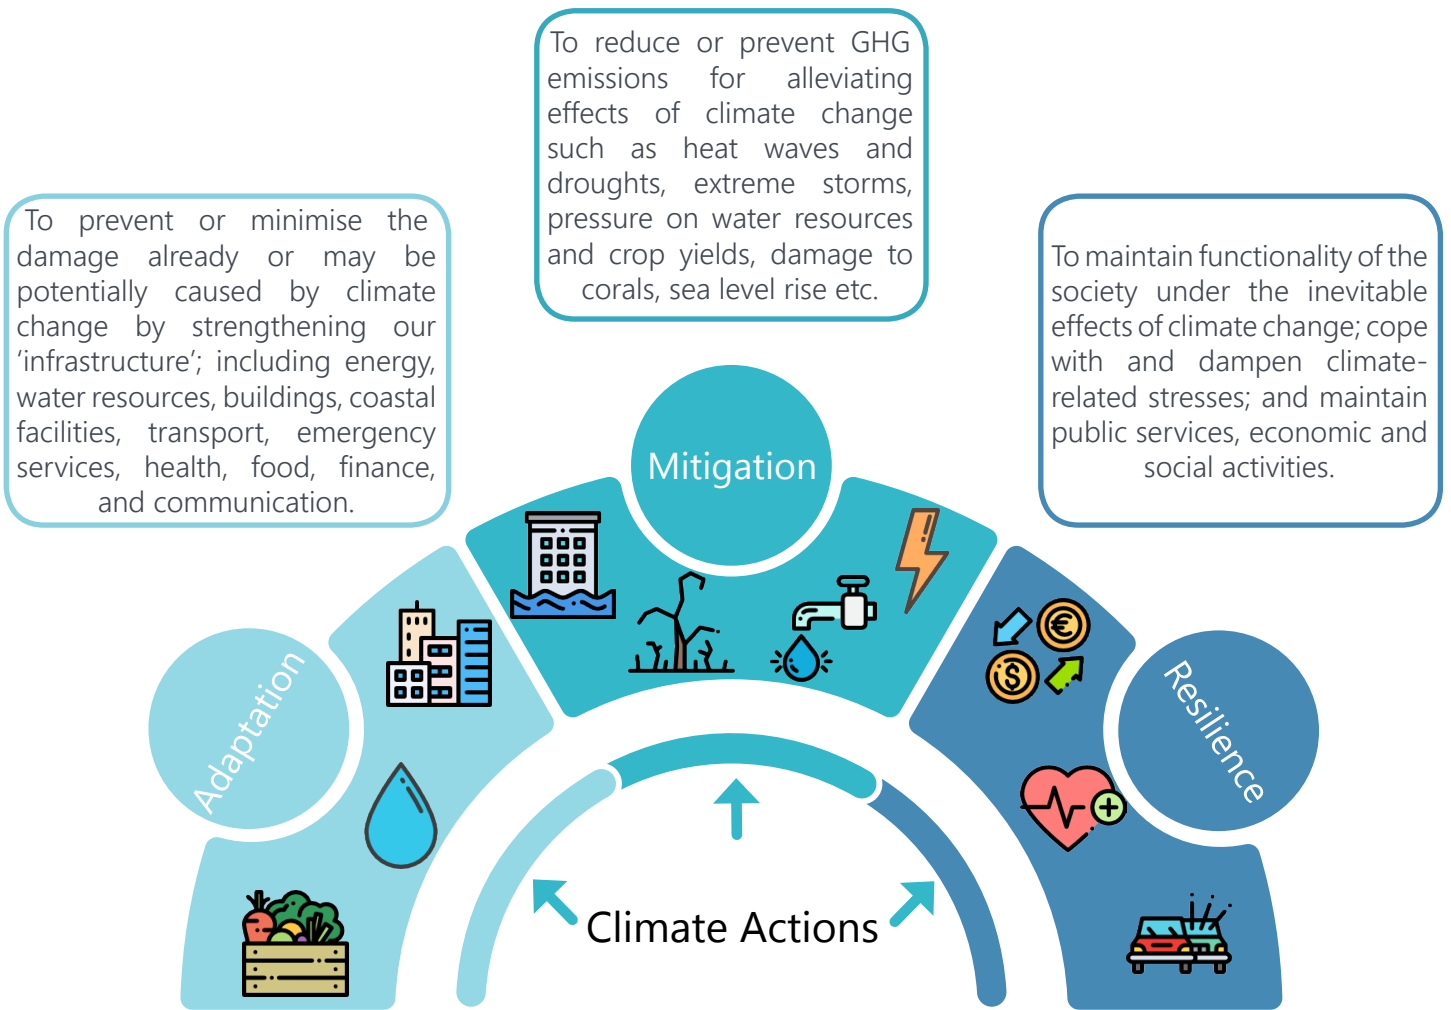 To reduce or prevent GHG
emissions for alleviating
effects of climate change
such as heat waves and
droughts, extreme storms,
pressure on water resources
and crop yields, damage to
corals, sea level rise etc.
To prevent or minimise the
damage already or may be
potentially caused by climate
change by strengthening our
‘infrastructure’; including energy,
water resources, buildings, coastal
facilities, transport, emergency
services, health, food, finance,
and communication.
To maintain functionality of the
society under the inevitable
effects of climate change; cope
with and dampen climate-
related stresses; and maintain
public services, economic and
social activities.
Mitigation
Adaptation
Resilience
Climate Actions